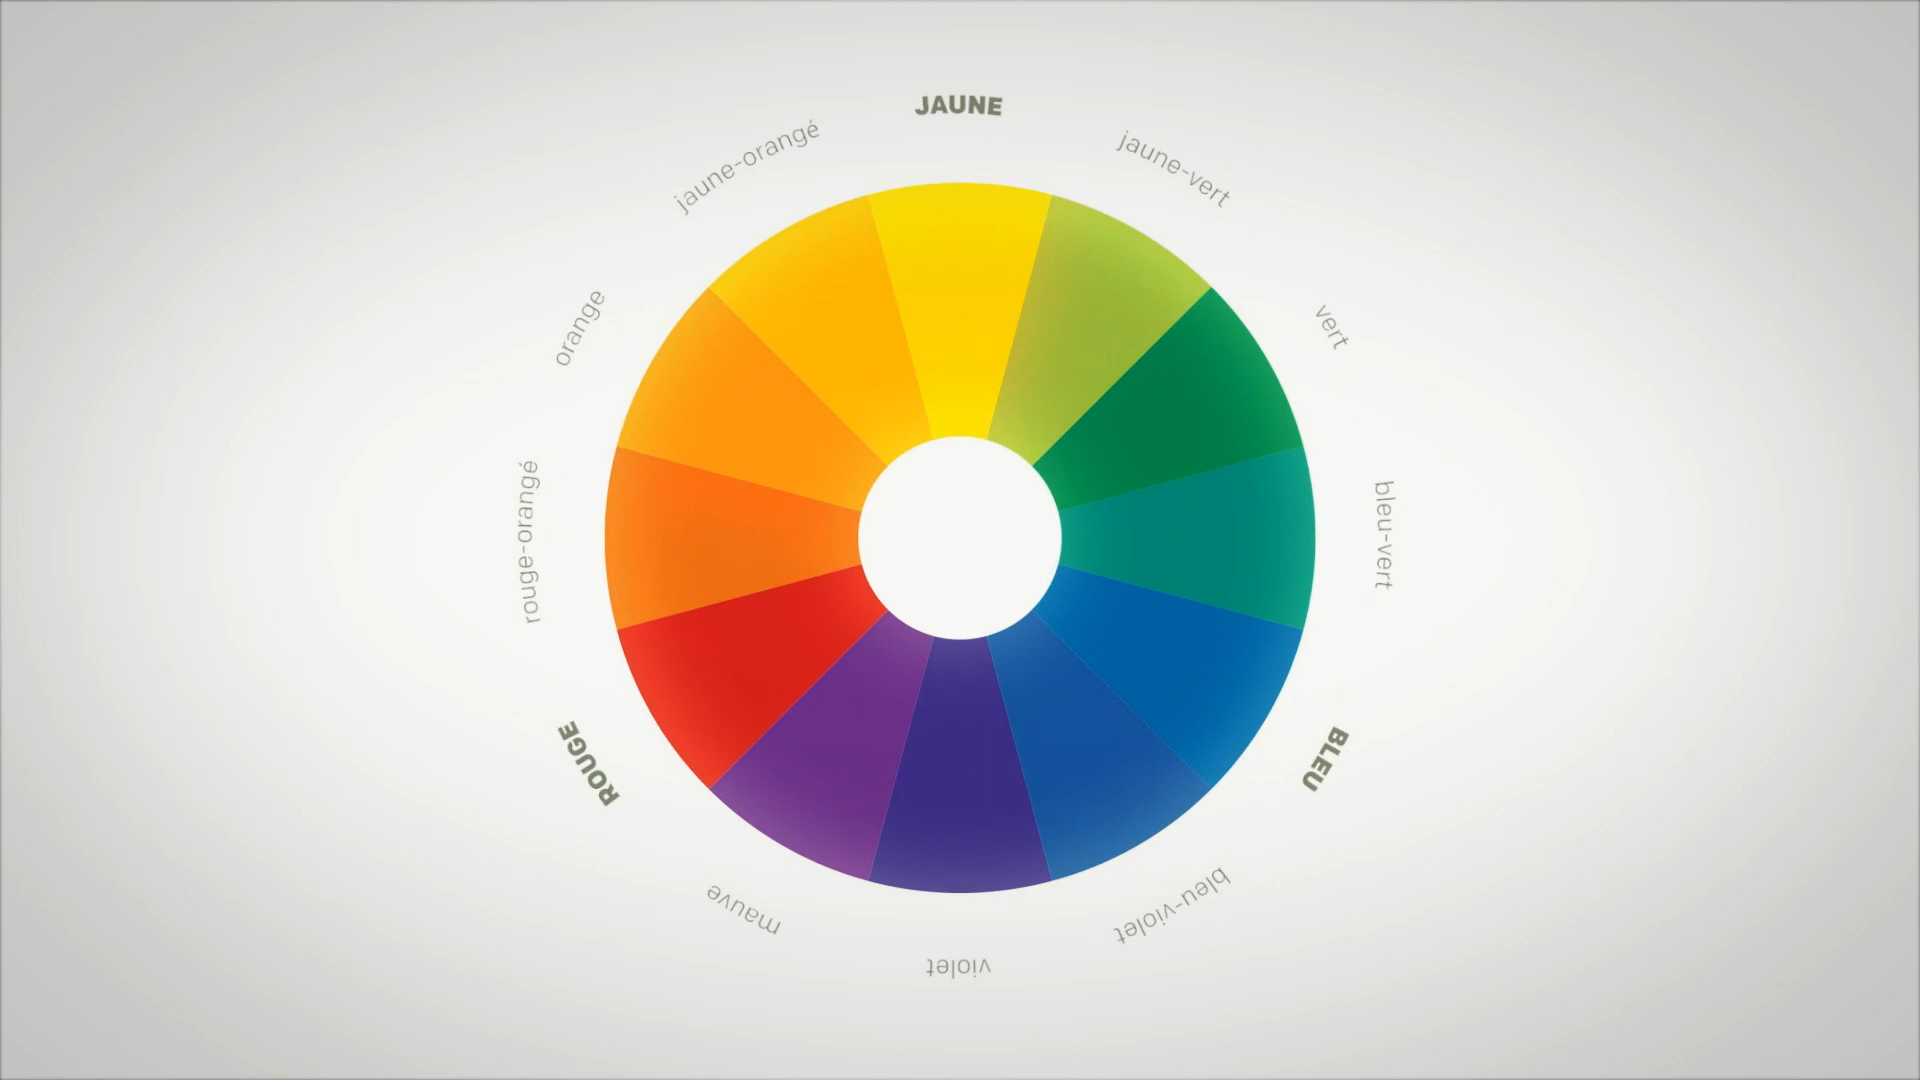 JAUNE
jaune-vert
vert
bleu-vert
BLEU
bleu-violet
violet
mauve
ROUGE
rouge-orangé
orange
jaune-orangé